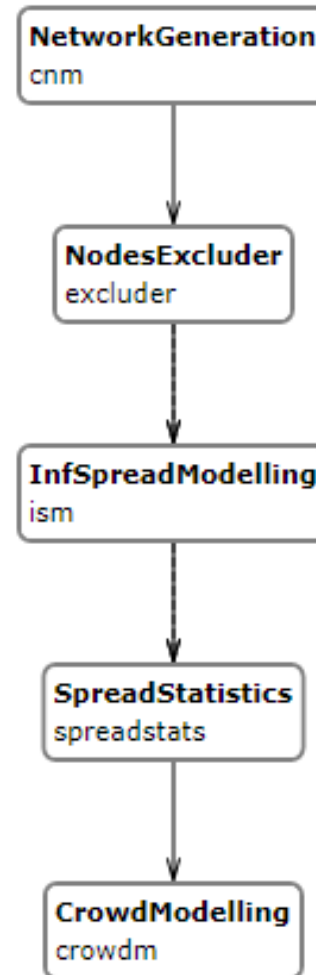 NetworkGeneration
cnm
NodesExcluder
excluder
InfSpreadModelling
ism
SpreadStatistics
spreadstats
CrowdModelling
crowdm